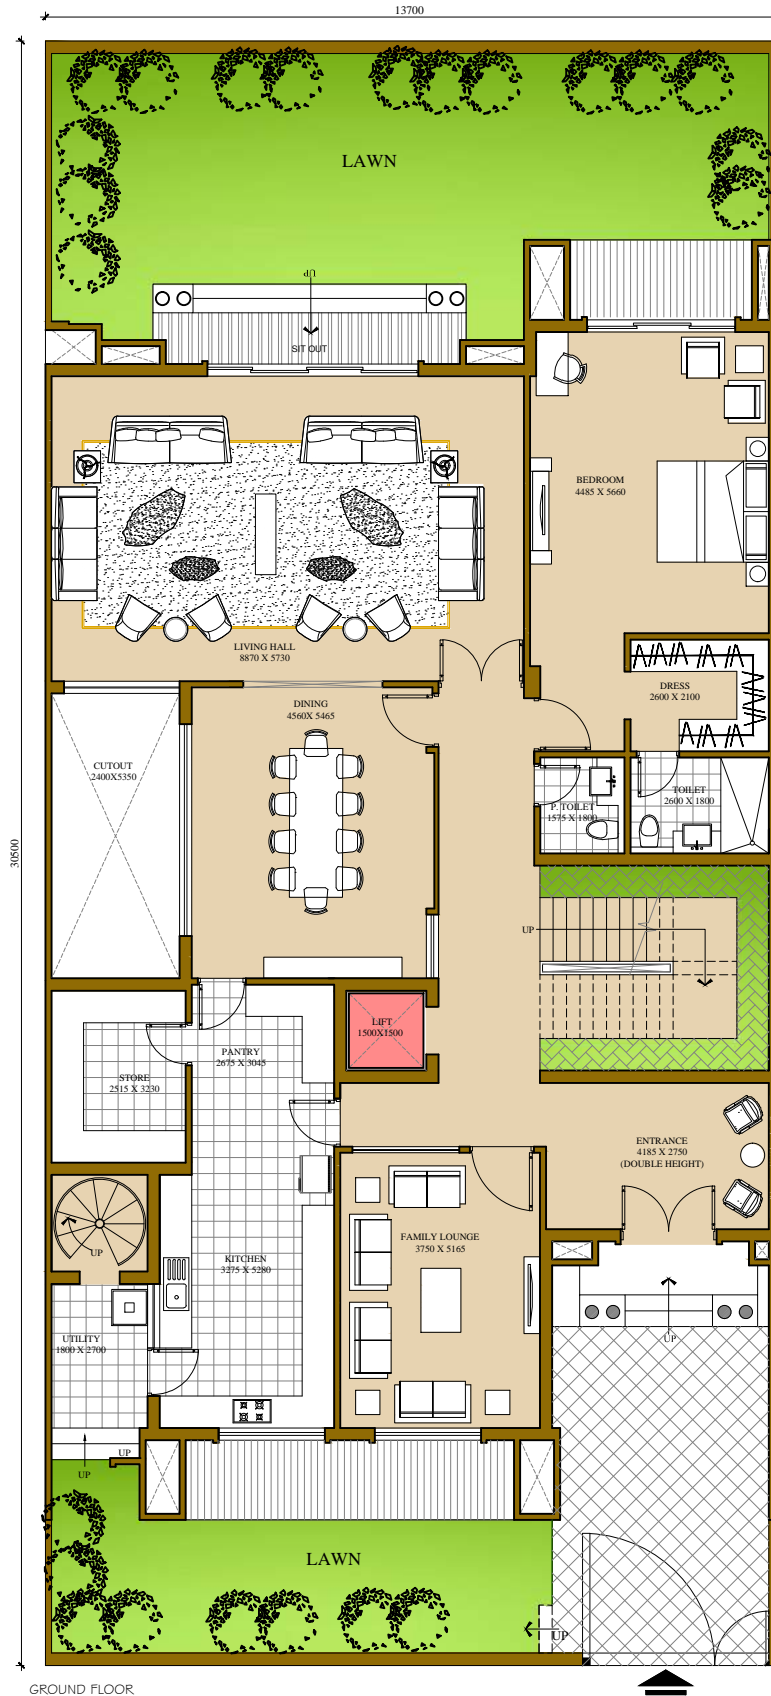 13700
LAWN
UP
SIT OUT
30500
BEDROOM
4485 X 5660
LIVING HALL
8870 X 5730
DRESS
2600 X 2100
DINING
4560X 5465
CUTOUT
2400X5350
TOILET
2600 X 1800
P. TOILET
1575 X 1800
UP
LIFT
1500X1500
PANTRY
2675 X 3045
STORE
2515 X 3230
ENTRANCE
4185 X 2750
(DOUBLE HEIGHT)
FAMILY LOUNGE
3750 X 5165
UP
KITCHEN
3275 X 5280
UTILITY
1800 X 2700
UP
UP
UP
LAWN
UP
GROUND FLOOR